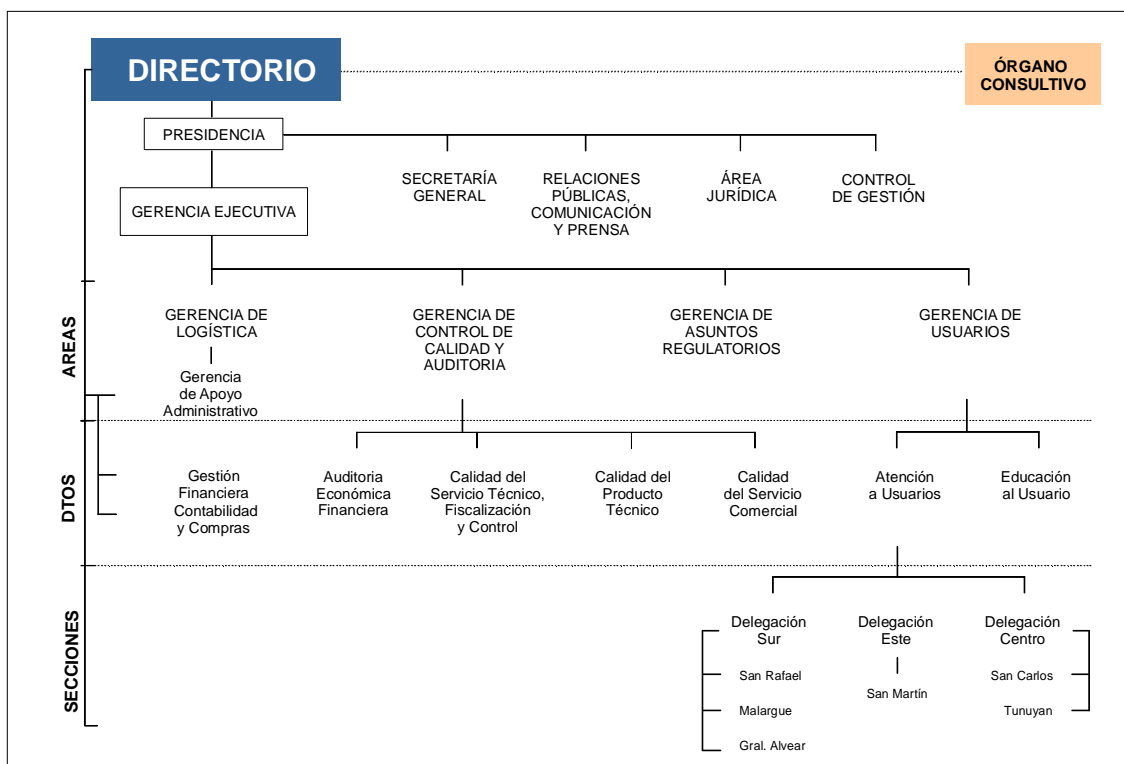 DIRECTORIO
ÓRGANO
CONSULTIVO
PRESIDENCIA
SECRETARÍA
GENERAL
RELACIONES
PÚBLICAS,
COMUNICACIÓN
Y PRENSA
ÁREA
JURÍDICA
CONTROL
DE GESTIÓN
GERENCIA EJECUTIVA
AREAS
GERENCIA DE
LOGÍSTICA
Gerencia
de Apoyo
Administrativo
GERENCIA DE
CONTROL DE
CALIDAD Y
AUDITORIA
GERENCIA DE
ASUNTOS
REGULATORIOS
GERENCIA DE
USUARIOS
DTOS
Gestión
Financiera
Contabilidad
y Compras
Auditoria
Económica
Financiera
Calidad del
Servicio Técnico,
Fiscalización
y Control
Calidad del
Producto
Técnico
Calidad
del Servicio
Comercial
Atención
a Usuarios
Educación
al Usuario
SECCIONES
Delegación
Sur
San Rafael
Malargue
Gral. Alvear
Delegación
Este
San Martín
Delegación
Centro
San Carlos
Tunuyan